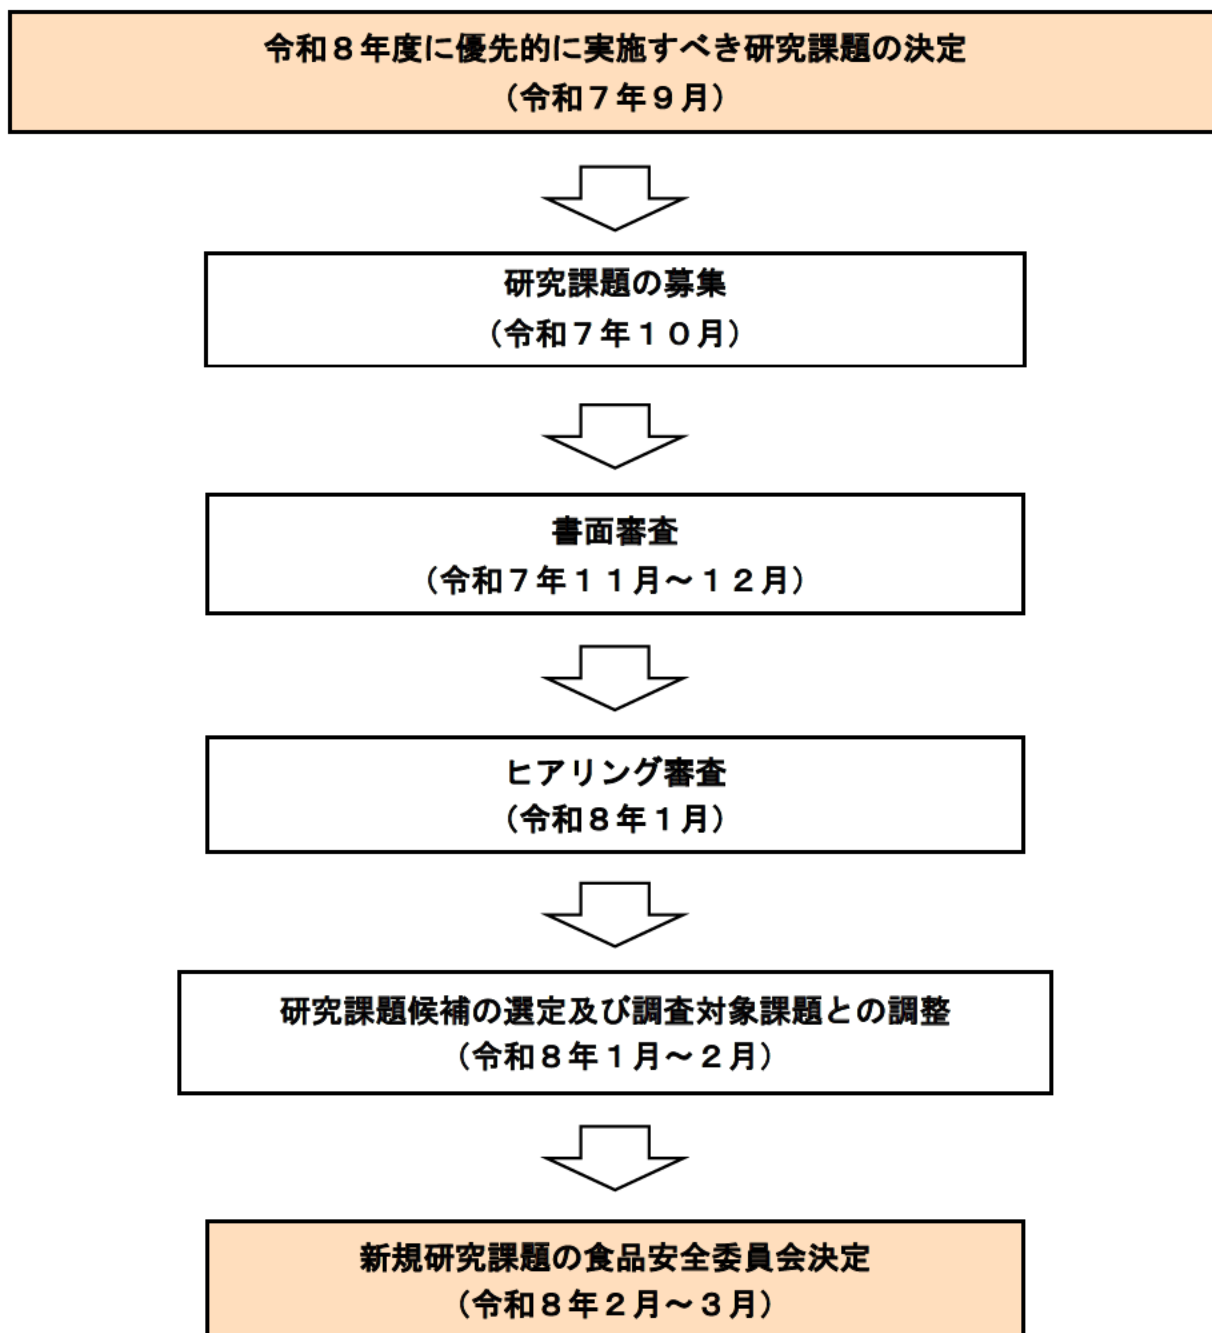 令和８年度に優先的に実施すべき研究課題の決定
（令和７年９月）
研究課題の募集
（令和７年１０月）
書面審査
（令和７年１１月～１２月）
ヒアリング審査
（令和８年１月）
研究課題候補の選定及び調査対象課題との調整
（令和８年１月～２月）
新規研究課題の食品安全委員会決定
（令和８年２月～３月）